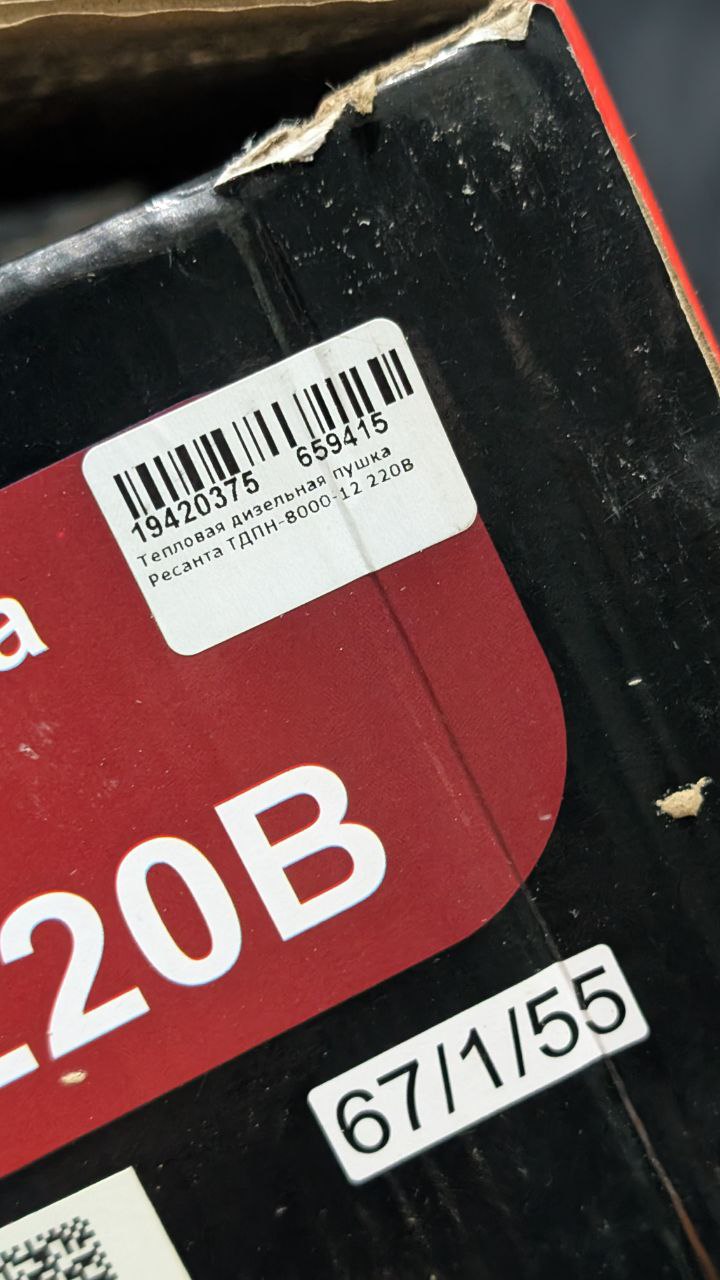 19420375 659415
Тепловая дизельная пушка
Ресанта ТДПН-8000-12 220В
а
220В
67/1/55